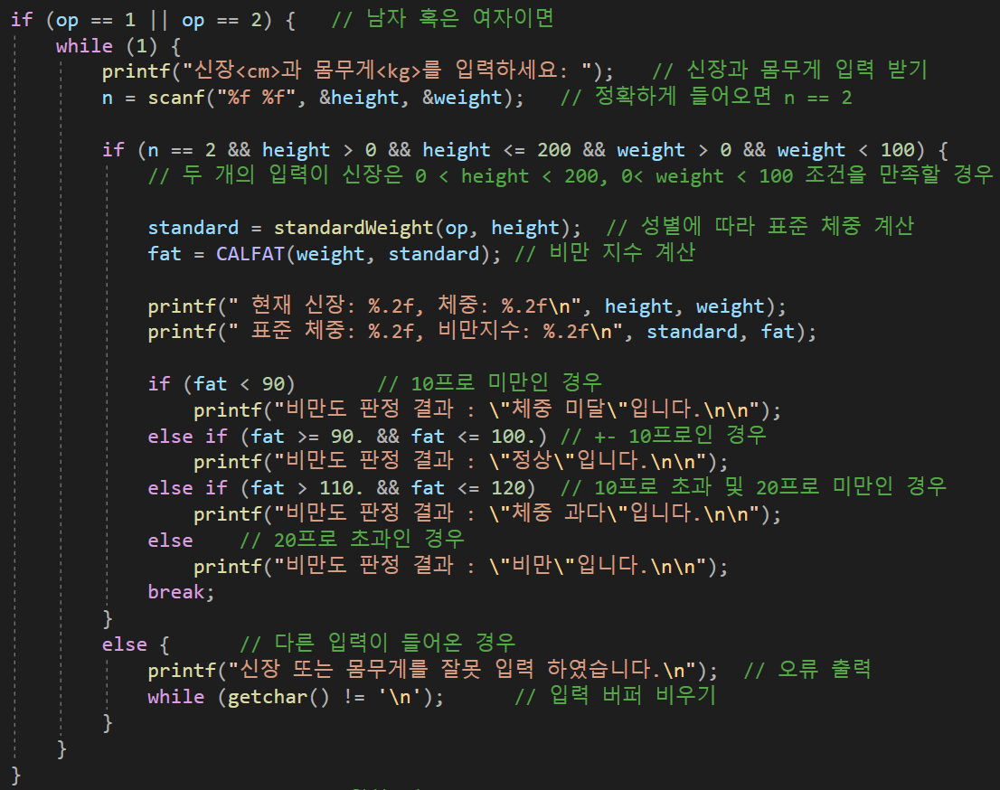 if (op == 1 || op == 2) {   // 남자 혹은 여자이면
    while (1) {
        printf("신장<cm>과 몸무게<kg>를 입력하세요: ");   // 신장과 몸무게 입력 받기
        n = scanf("%f %f", &height, &weight);   // 정확하게 들어오면 n == 2

        if (n == 2 && height > 0 && height <= 200 && weight > 0 && weight < 100) {
            // 두 개의 입력이 신장은 0 < height < 200, 0< weight < 100 조건을 만족할 경우

            standard = standardWeight(op, height);  // 성별에 따라 표준 체중 계산
            fat = CALFAT(weight, standard); // 비만 지수 계산

            printf(" 현재 신장: %.2f, 체중: %.2f\n", height, weight);
            printf(" 표준 체중: %.2f, 비만지수: %.2f\n", standard, fat);

            if (fat < 90)       // 10프로 미만인 경우
                printf("비만도 판정 결과 : \"체중 미달\"입니다.\n\n");
            else if (fat >= 90. && fat <= 100.) // +- 10프로인 경우
                printf("비만도 판정 결과 : \"정상\"입니다.\n\n");
            else if (fat > 110. && fat <= 120)  // 10프로 초과 및 20프로 미만인 경우
                printf("비만도 판정 결과 : \"체중 과다\"입니다.\n\n");
            else    // 20프로 초과인 경우
                printf("비만도 판정 결과 : \"비만\"입니다.\n\n");
            break;
        }
        else {      // 다른 입력이 들어온 경우
            printf("신장 또는 몸무게를 잘못 입력 하였습니다.\n");  // 오류 출력
            while (getchar() != '\n');      // 입력 버퍼 비우기
        }
    }
}